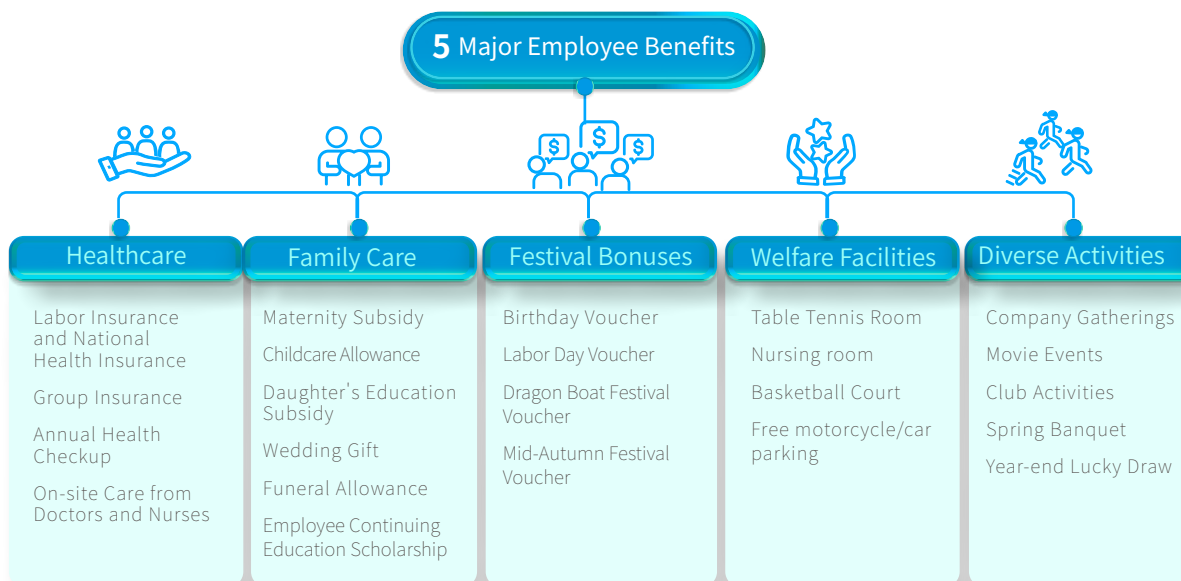 5 Major Employee Benefits
$
$
$
Healthcare
Labor Insurance
and National
Health Insurance
Group Insurance
Annual Health
Checkup
On-site Care from
Doctors and Nurses
Family Care
Maternity Subsidy
Childcare Allowance
Daughter's Education
Subsidy
Wedding Gift
Funeral Allowance
Employee Continuing
Education Scholarship
Festival Bonuses
Birthday Voucher
Labor Day Voucher
Dragon Boat Festival
Voucher
Mid-Autumn Festival
Voucher
Welfare Facilities
Table Tennis Room
Nursing room
Basketball Court
Free motorcycle/car
parking
Diverse Activities
Company Gatherings
Movie Events
Club Activities
Spring Banquet
Year-end Lucky Draw